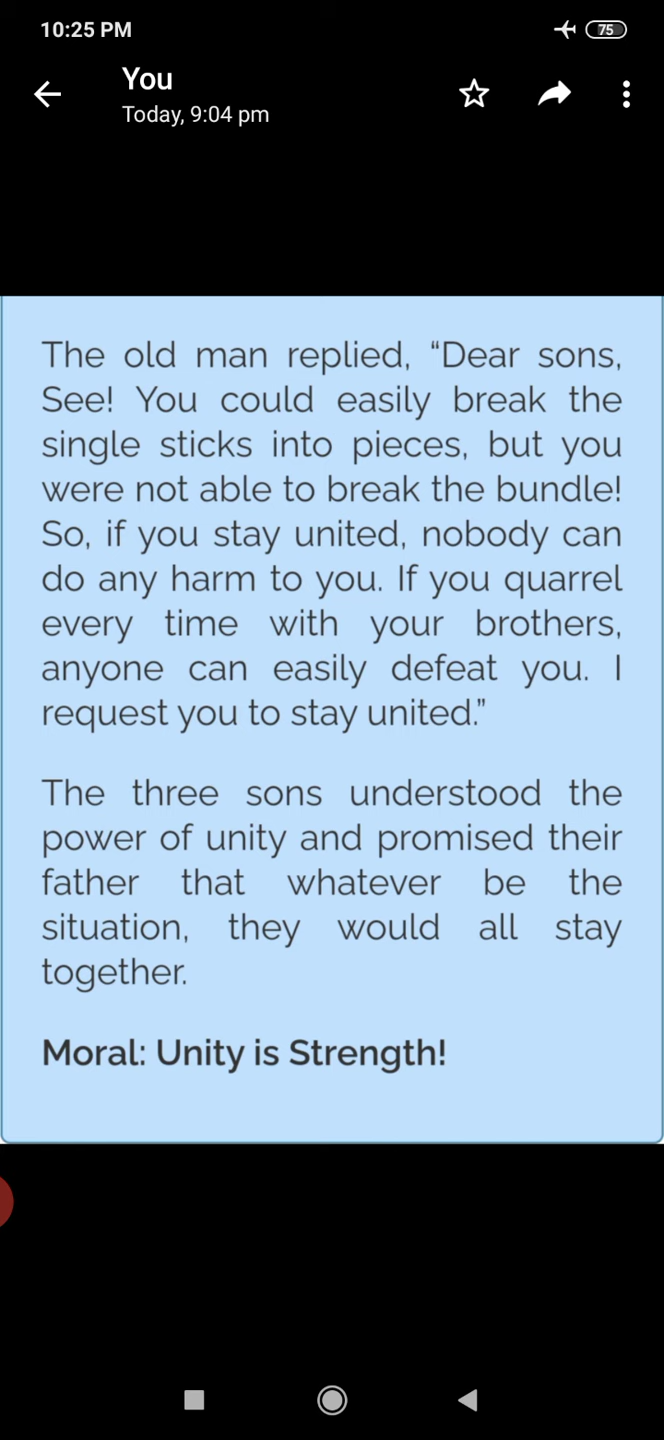 10:25 PM
75
You
Today, 9:04 pm
The old man replied, “Dear sons,
See! You could easily break the
single sticks into pieces, but you
were not able to break the bundle!
So, if you stay united, nobody can
do any harm to you. If you quarrel
every time with your brothers,
anyone can easily defeat you. I
request you to stay united.”
The three sons understood the
power of unity and promised their
father that whatever be the
situation, they would all stay
together.
Moral: Unity is Strength!